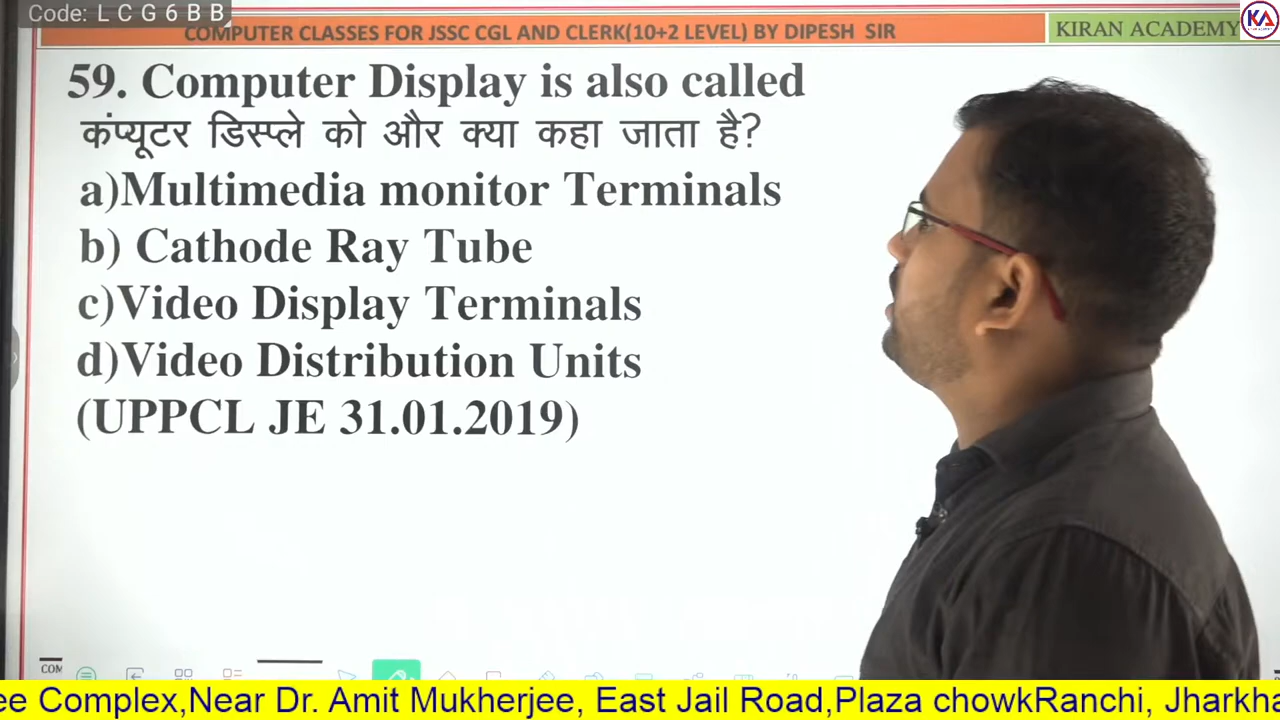 Code: L C G 6 B B
COMPUTER CLASSES FOR JSSC CGL AND CLERK(10+2 LEVEL) BY DIPESH SIR
KIRAN ACADEMY
KA
59. Computer Display is also called
कंप्यूटर डिस्प्ले को और क्या कहा जाता है?
a)Multimedia monitor Terminals
b) Cathode Ray Tube
c)Video Display Terminals
d)Video Distribution Units
(UPPCL JE 31.01.2019)
COM
ee Complex,Near Dr. Amit Mukherjee, East Jail Road,Plaza chowkRanchi, Jharkha